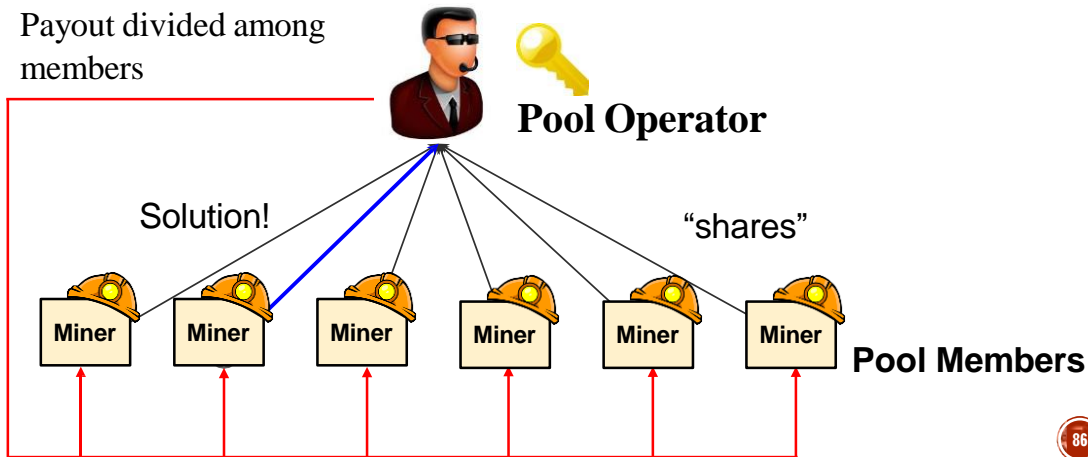 Payout divided among
members
Pool Operator
Solution!
“shares”
Miner
Miner
Miner
Miner
Miner
Miner
Pool Members
86